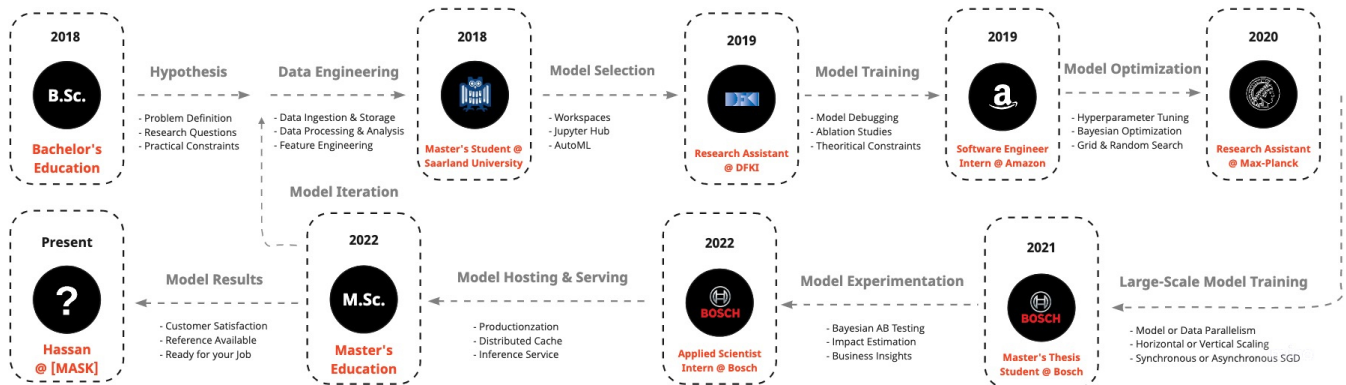 2018
B.Sc.
Bachelor's
Education
Hypothesis
- Problem Definition
- Research Questions
- Practical Constraints
Data Engineering
- Data Ingestion & Storage
- Data Processing & Analysis
- Feature Engineering
2018
Master's Student @
Saarland University
Model Selection
- Workspaces
- Jupyter Hub
- AutoML
2019
Research Assistant
@ DFKI
Model Training
- Model Debugging
- Ablation Studies
- Theoritical Constraints
2019
a
Software Engineer
Intern @ Amazon
Model Optimization
- Hyperparameter Tuning
- Bayesian Optimization
- Grid & Random Search
2020
Research Assistant
@ Max-Planck
Large-Scale Model Training
- Model or Data Parallelism
- Horizontal or Vertical Scaling
- Synchronous or Asynchronous SGD
2021
BOSCH
Master's Thesis
Student @ Bosch
Model Experimentation
- Bayesian AB Testing
- Impact Estimation
- Business Insights
2022
BOSCH
Applied Scientist
Intern @ Bosch
Model Hosting & Serving
- Productionzation
- Distributed Cache
- Inference Service
2022
M.Sc.
Master's
Education
Model Iteration
Model Results
- Customer Satisfaction
- Reference Available
- Ready for your Job
Present
?
Hassan
@ [MASK]